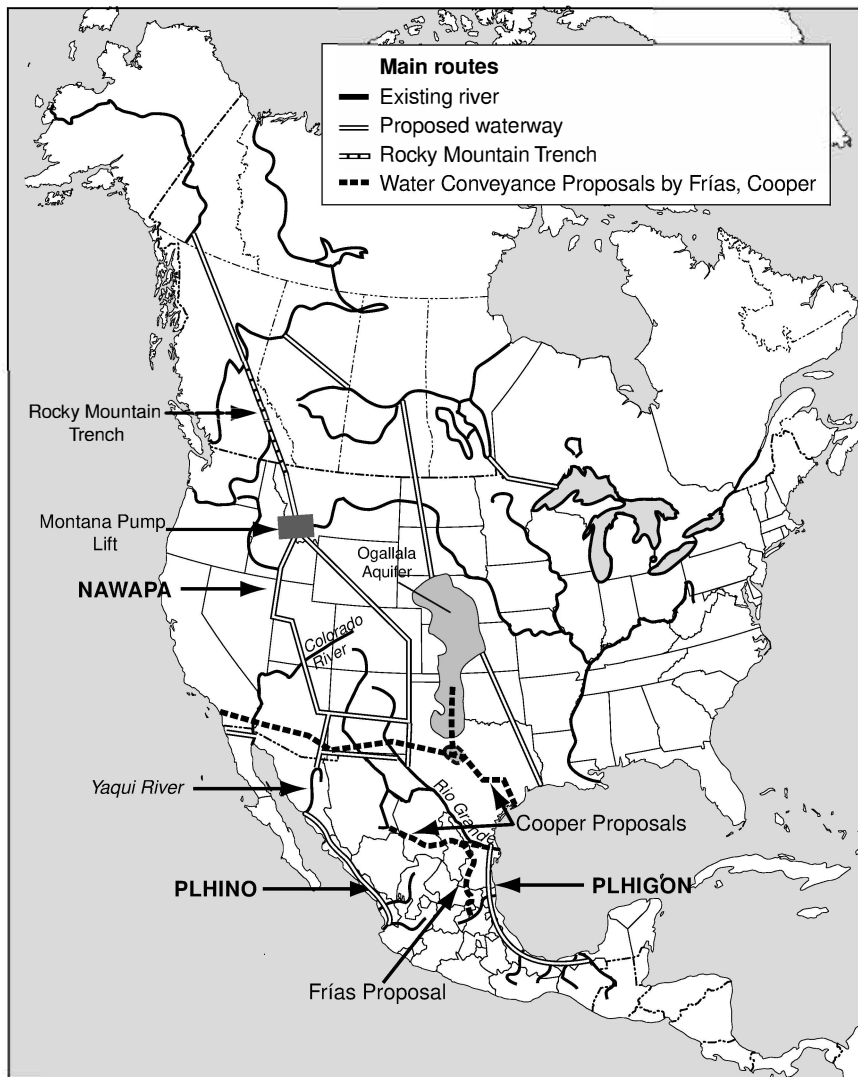 Main routes
Existing river
Proposed waterway
Rocky Mountain Trench
Water Conveyance Proposals by Frías, Cooper
Rocky Mountain
Trench
Montana Pump
Lift
Ogallala
Aquifer
NAWAPA
Colorado
River
Yaqui River
Rio Grande
Cooper Proposals
PLHINO
PLHIGON
Frías Proposal